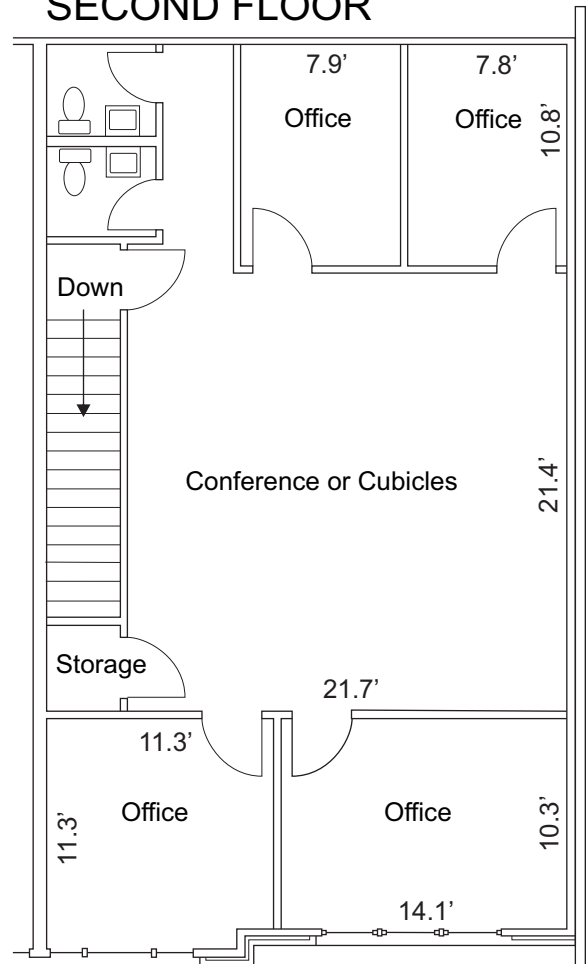 SECOND FLOOR
7.9’
7.8’
Office
Office
10.8’
Down
Conference or Cubicles
21.4’
Storage
21.7’
11.3’
Office
Office
11.3’
10.3’
14.1’